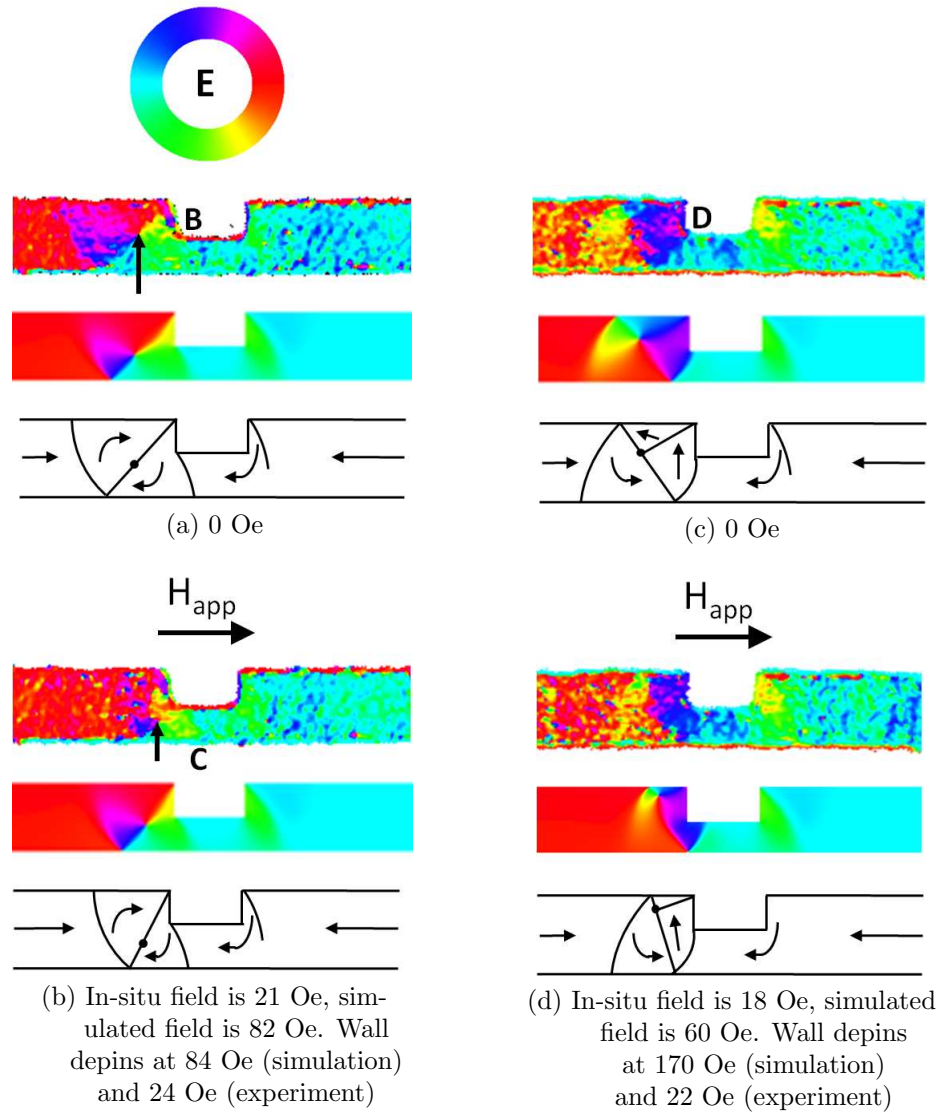 E
B
D
(a) 0 Oe
(c) 0 Oe
H_app
H_app
C
(b) In-situ field is 21 Oe, sim-
ulated field is 82 Oe. Wall
depins at 84 Oe (simulation)
and 24 Oe (experiment)
(d) In-situ field is 18 Oe, simulated
field is 60 Oe. Wall depins
at 170 Oe (simulation)
and 22 Oe (experiment)